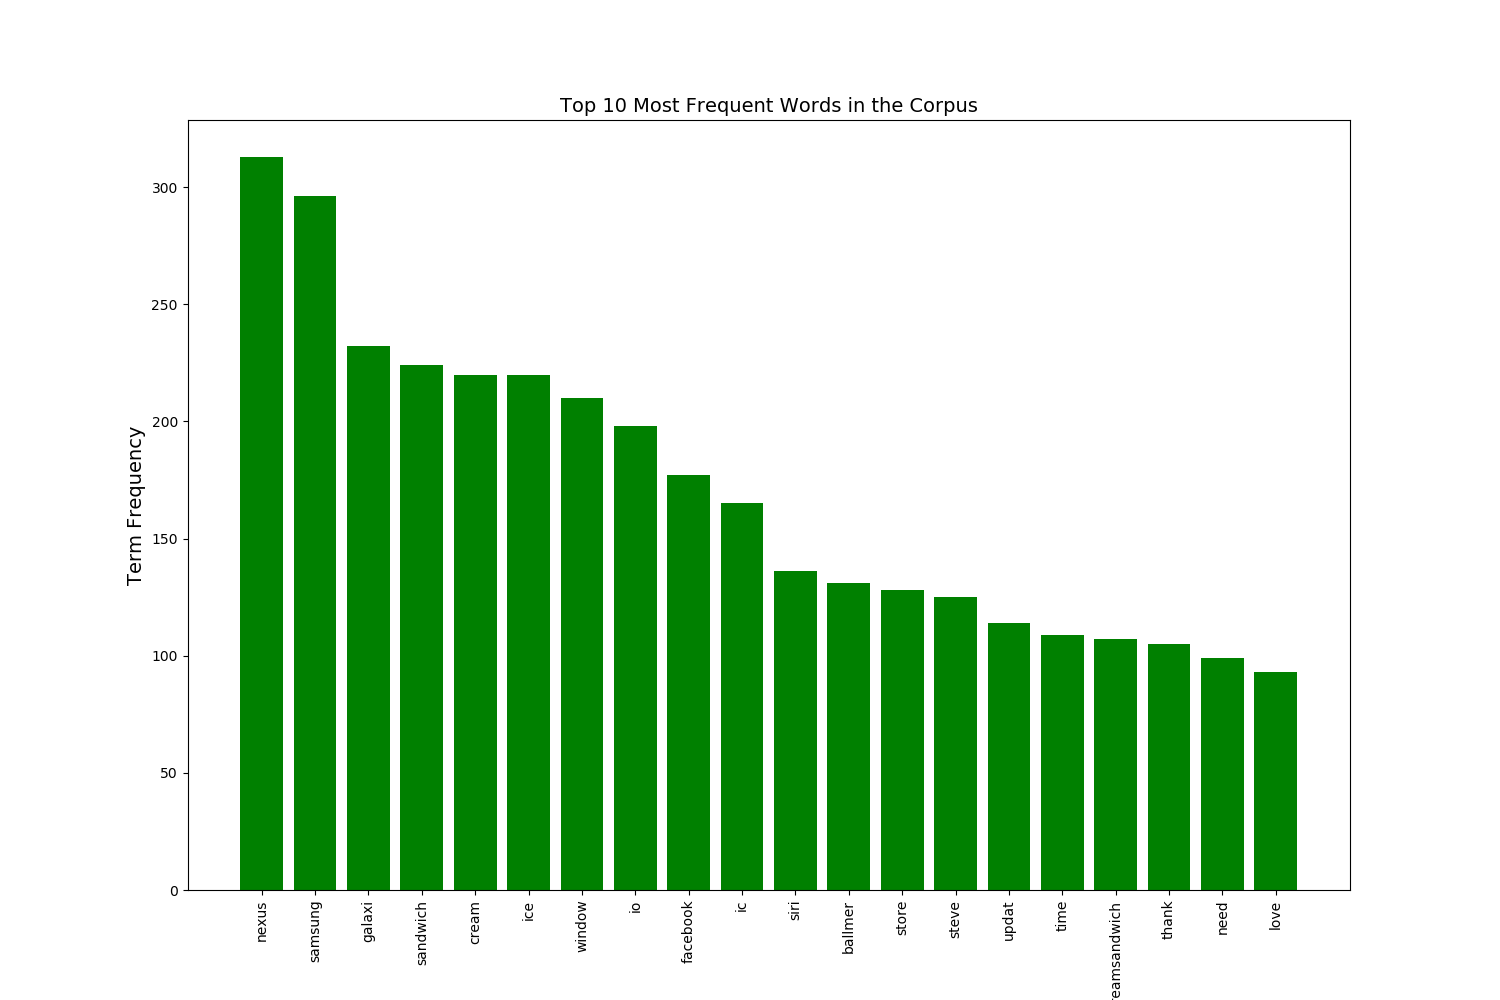 Top 10 Most Frequent Words in the Corpus
Term Frequency
300
250
200
150
100
50
0
nexus
samsung
galaxi
sandwich
cream
ice
window
io
facebook
ic
siri
ballmer
store
steve
updat
time
reamsandwich
thank
need
love